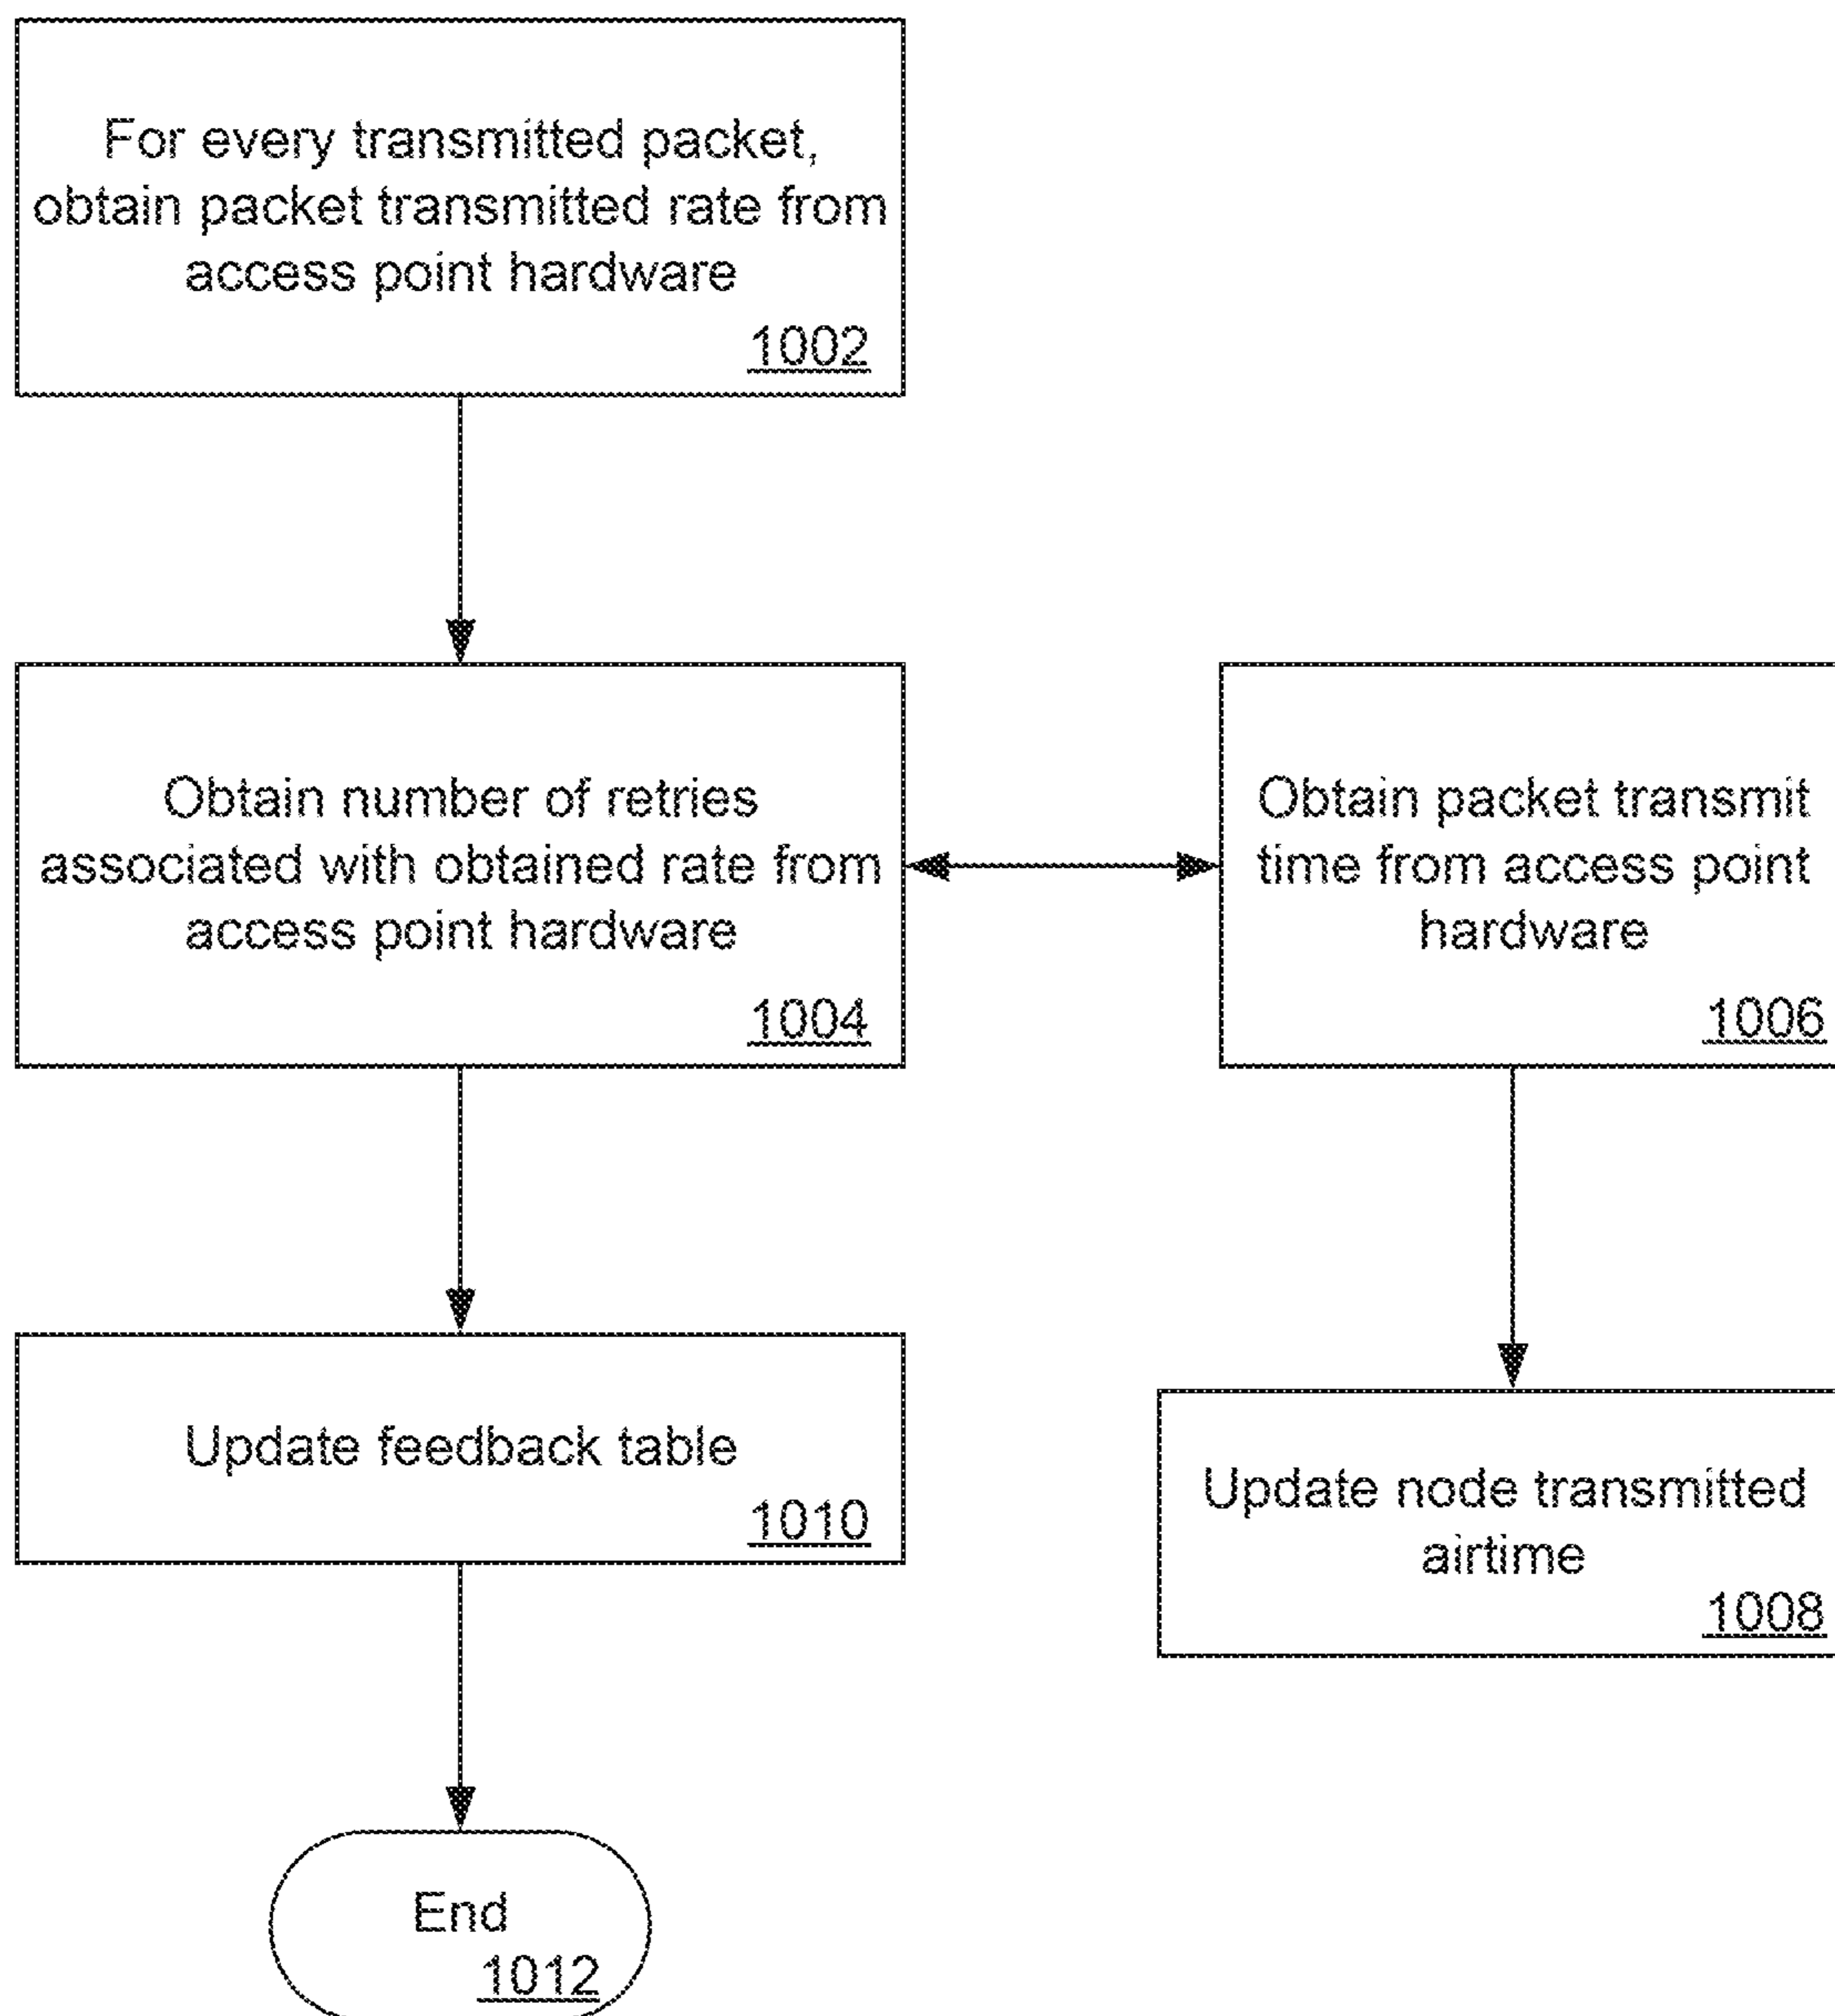 For every transmitted packet,
obtain packet transmitted rate from
access point hardware
1002
Obtain number of retries
associated with obtained rate from
access point hardware
1004
Obtain packet transmit
time from access point
hardware
1006
Update feedback table
1010
Update node transmitted
airtime
1008
End
1012